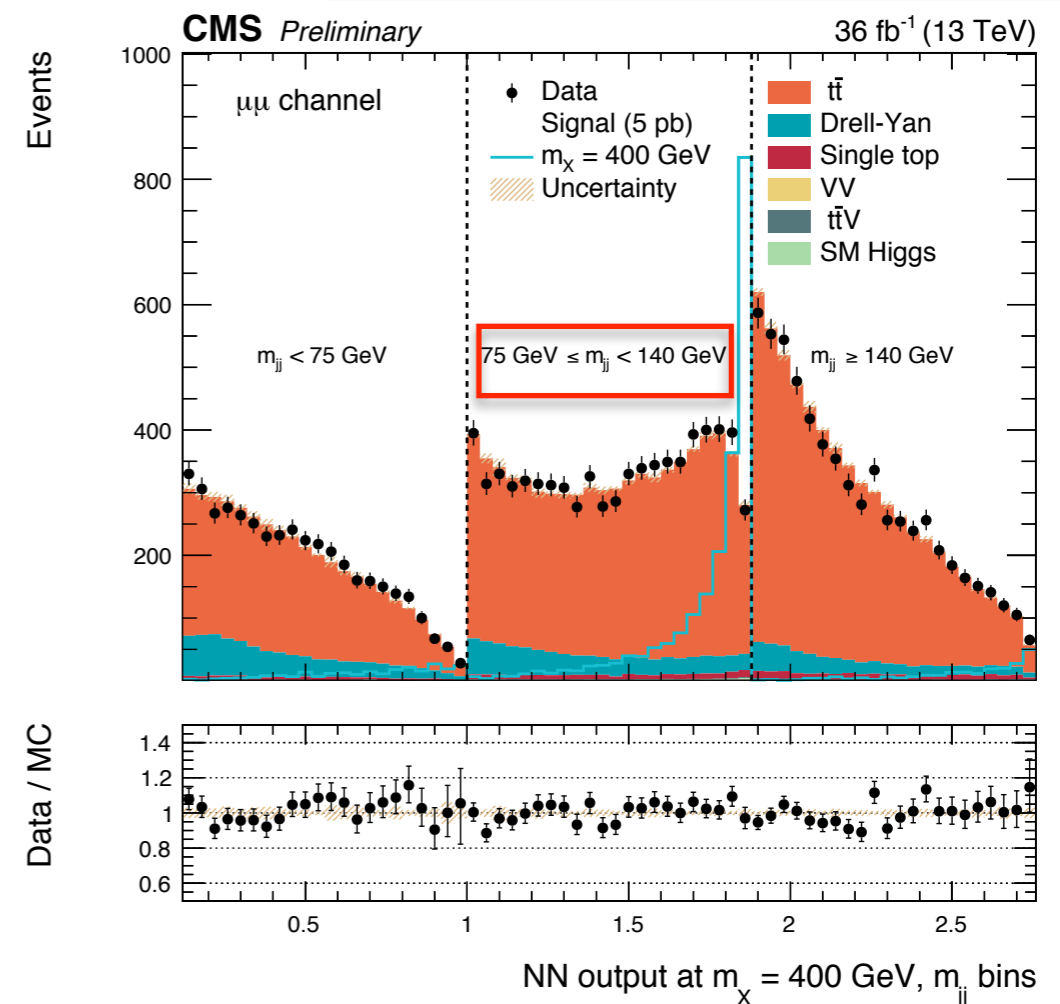 CMS Preliminary
36 fb⁻¹ (13 TeV)
Events
1000
800
600
400
200
μμ channel
Data
Signal (5 pb)
m_X = 400 GeV
Uncertainty
tt̄
Drell-Yan
Single top
VV
tt̄V
SM Higgs
m_jj < 75 GeV
75 GeV ≤ m_jj < 140 GeV
m_jj ≥ 140 GeV
Data / MC
1.4
1.2
1
0.8
0.6
0.5
1
1.5
2
2.5
NN output at m_X = 400 GeV, m_jj bins